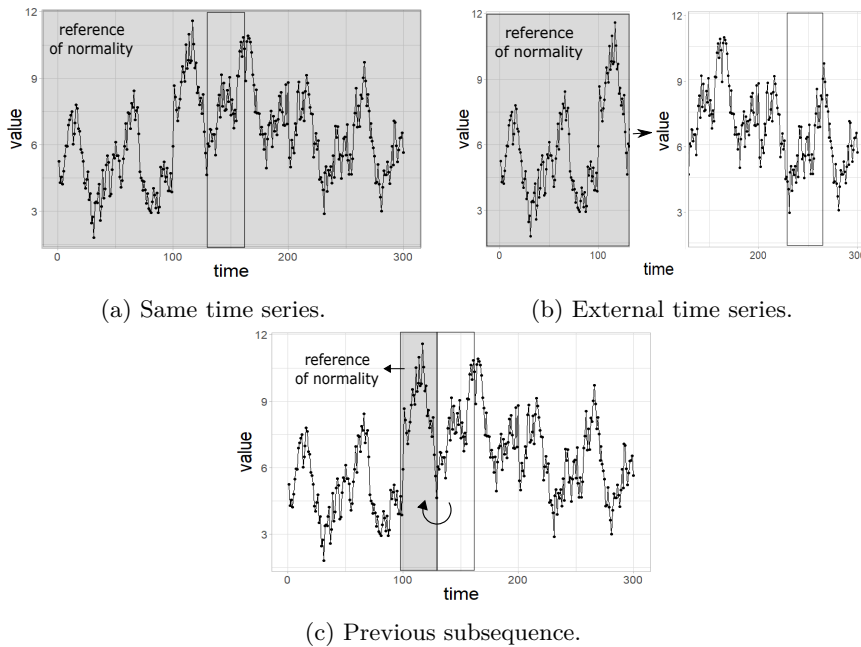 reference
of normality
12
9
6
3
value
0
100
200
300
time
(a) Same time series.
reference
of normality
12
9
6
3
value
0
100
12
9
6
3
value
200
300
time
(b) External time series.
reference
of normality
12
9
6
3
value
0
100
200
300
time
(c) Previous subsequence.